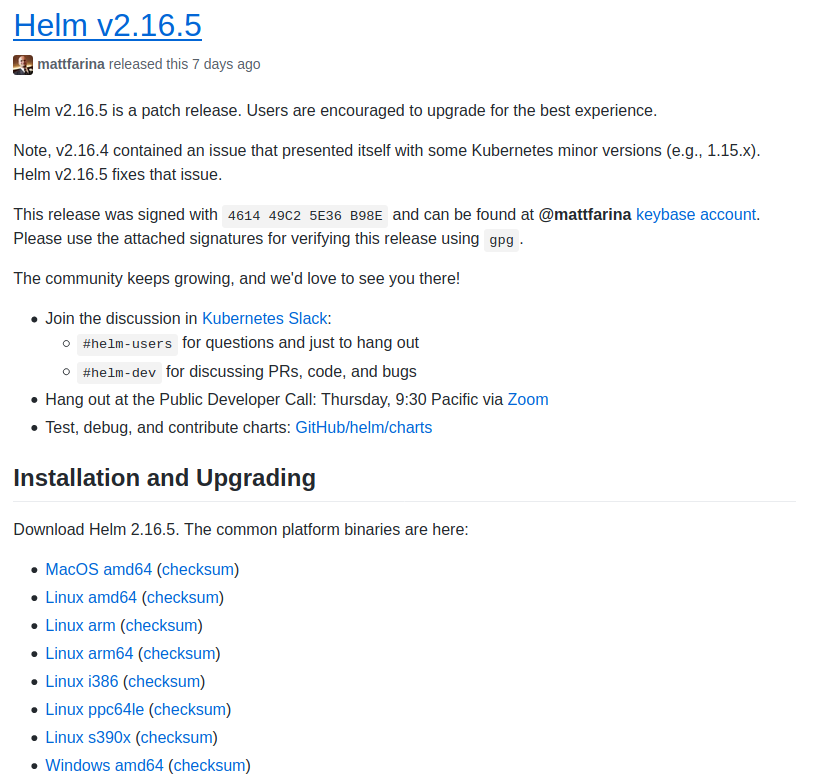 Helm v2.16.5
mattfarina released this 7 days ago
Helm v2.16.5 is a patch release. Users are encouraged to upgrade for the best experience.
Note, v2.16.4 contained an issue that presented itself with some Kubernetes minor versions (e.g., 1.15.x).
Helm v2.16.5 fixes that issue.
This release was signed with 4614 49C2 5E36 B98E and can be found at @mattfarina keybase account.
Please use the attached signatures for verifying this release using gpg.
The community keeps growing, and we'd love to see you there!
• Join the discussion in Kubernetes Slack:
○ #helm-users for questions and just to hang out
○ #helm-dev for discussing PRs, code, and bugs
• Hang out at the Public Developer Call: Thursday, 9:30 Pacific via Zoom
• Test, debug, and contribute charts: GitHub/helm/charts
Installation and Upgrading
Download Helm 2.16.5. The common platform binaries are here:
• MacOS amd64 (checksum)
• Linux amd64 (checksum)
• Linux arm (checksum)
• Linux arm64 (checksum)
• Linux i386 (checksum)
• Linux ppc64le (checksum)
• Linux s390x (checksum)
• Windows amd64 (checksum)